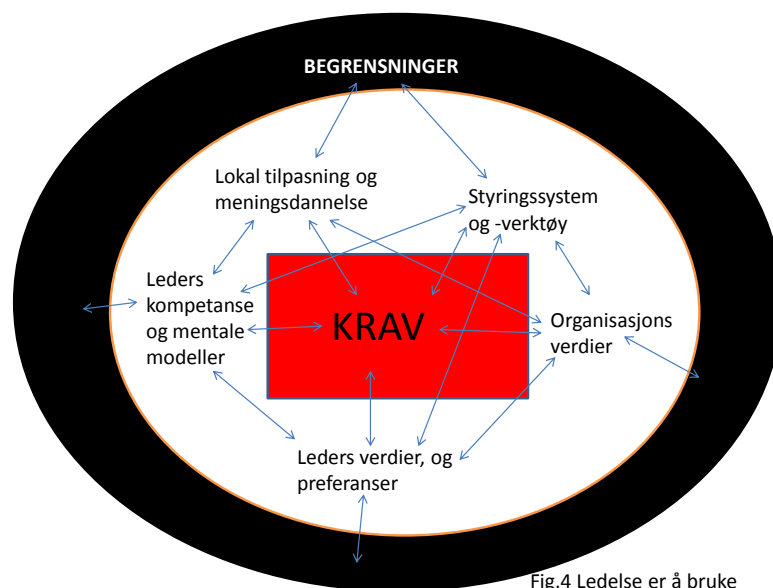 BEGRENSNINGER
Lokal tilpasning og
meningsdannelse
Styringssystem
og -verktøy
Leders
kompetanse
og mentale
modeller
KRAV
Organisasjons
verdier
Leders verdier, og
preferanser
Fig.4 Ledelse er å bruke